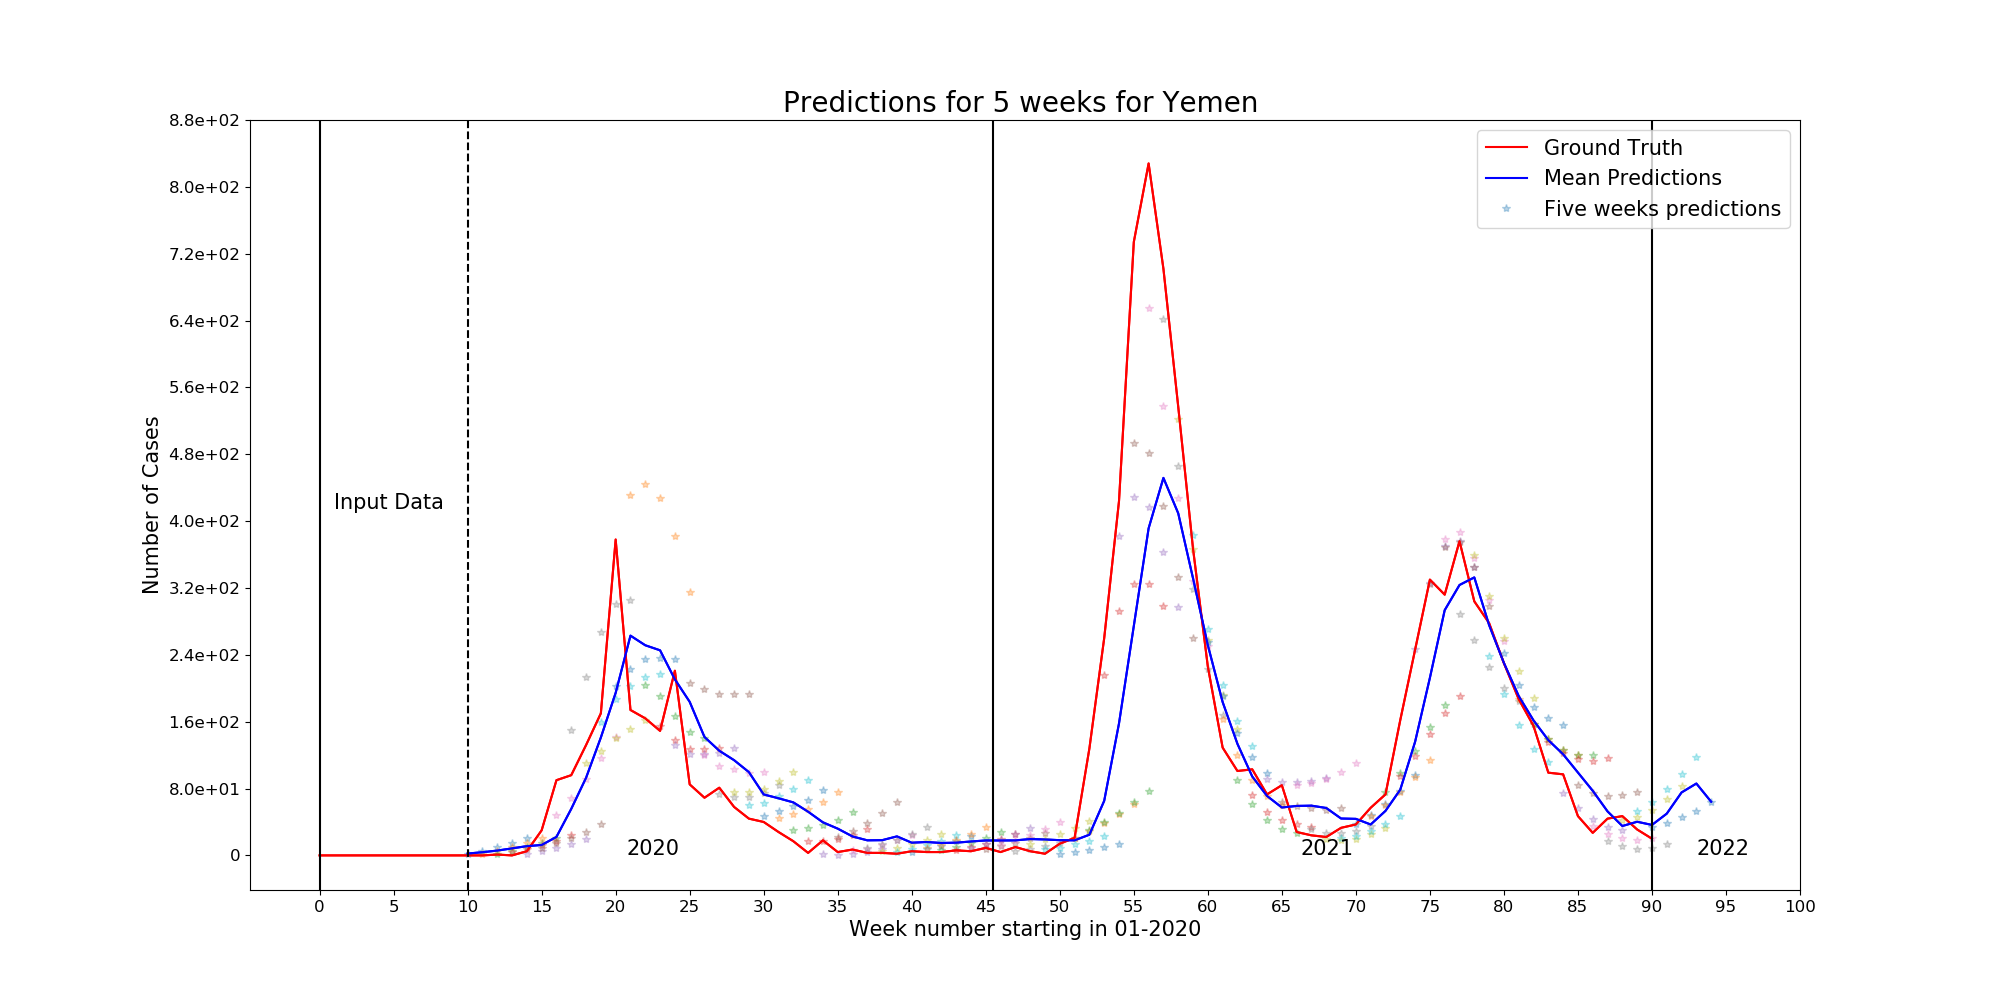 Predictions for 5 weeks for Yemen
8.8e+02
8.0e+02
7.2e+02
6.4e+02
5.6e+02
4.8e+02
4.0e+02
3.2e+02
2.4e+02
1.6e+02
8.0e+01
0
Number of Cases
Ground Truth
Mean Predictions
Five weeks predictions
Input Data
2020
2021
2022
0 5 10 15 20 25 30 35 40 45 50 55 60 65 70 75 80 85 90 95 100
Week number starting in 01-2020